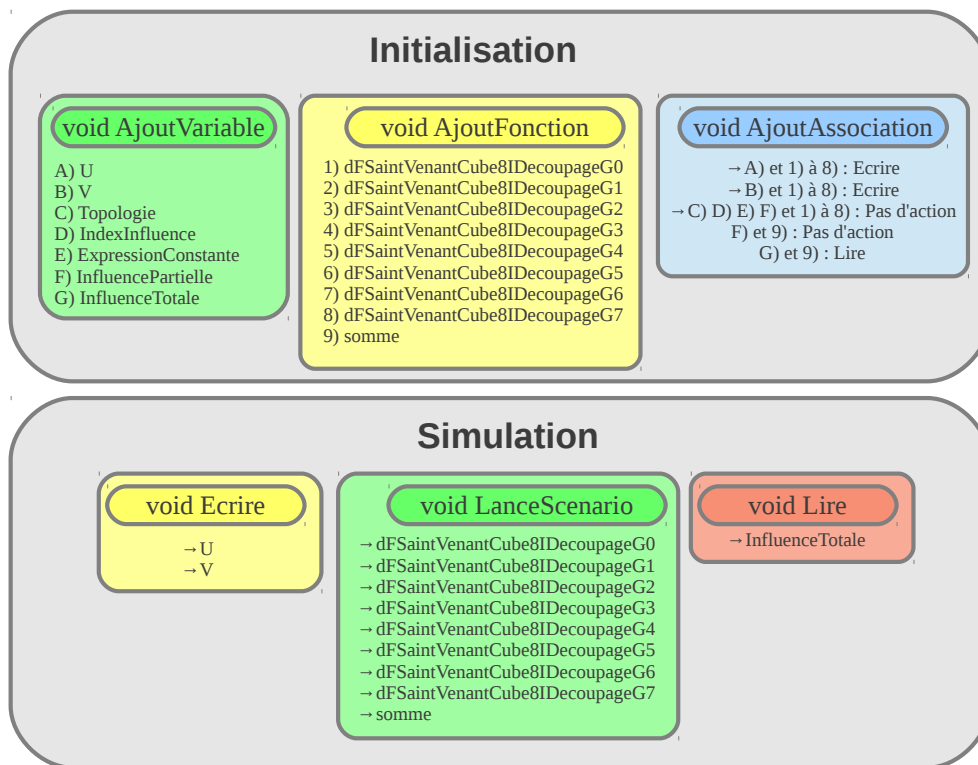 Initialisation
void AjoutVariable
A) U
B) V
C) Topologie
D) IndexInfluence
E) ExpressionConstante
F) InfluencePartielle
G) InfluenceTotale
void AjoutFonction
1) dFSaintVenantCube8IDecoupageG0
2) dFSaintVenantCube8IDecoupageG1
3) dFSaintVenantCube8IDecoupageG2
4) dFSaintVenantCube8IDecoupageG3
5) dFSaintVenantCube8IDecoupageG4
6) dFSaintVenantCube8IDecoupageG5
7) dFSaintVenantCube8IDecoupageG6
8) dFSaintVenantCube8IDecoupageG7
9) somme
void AjoutAssociation
→A) et 1) à 8) : Ecrire
→B) et 1) à 8) : Ecrire
→C) D) E) F) et 1) à 8) : Pas d'action
F) et 9) : Pas d'action
G) et 9) : Lire
Simulation
void Ecrire
→U
→V
void LanceScenario
→dFSaintVenantCube8IDecoupageG0
→dFSaintVenantCube8IDecoupageG1
→dFSaintVenantCube8IDecoupageG2
→dFSaintVenantCube8IDecoupageG3
→dFSaintVenantCube8IDecoupageG4
→dFSaintVenantCube8IDecoupageG5
→dFSaintVenantCube8IDecoupageG6
→dFSaintVenantCube8IDecoupageG7
→somme
void Lire
→InfluenceTotale